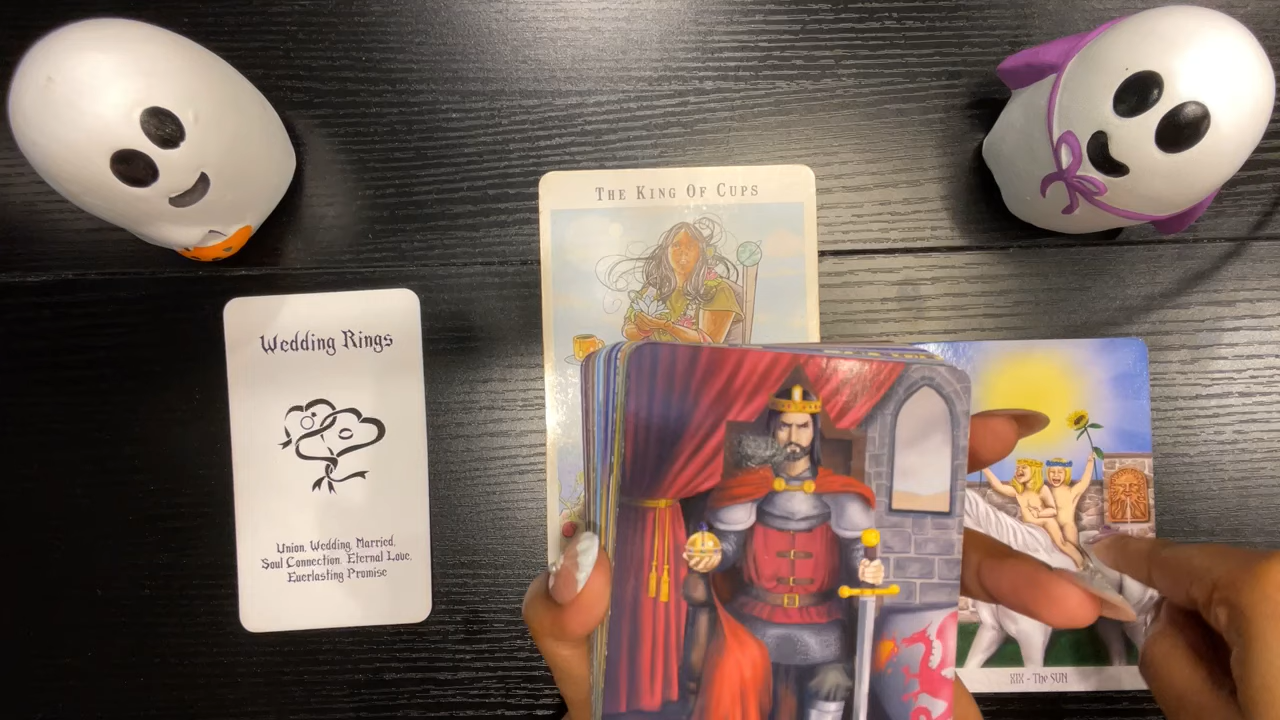 The King Of Cups
Wedding Rings
Union, Wedding, Married,
Soul Connection, Eternal Love,
Everlasting Promise
XIX - The SUN